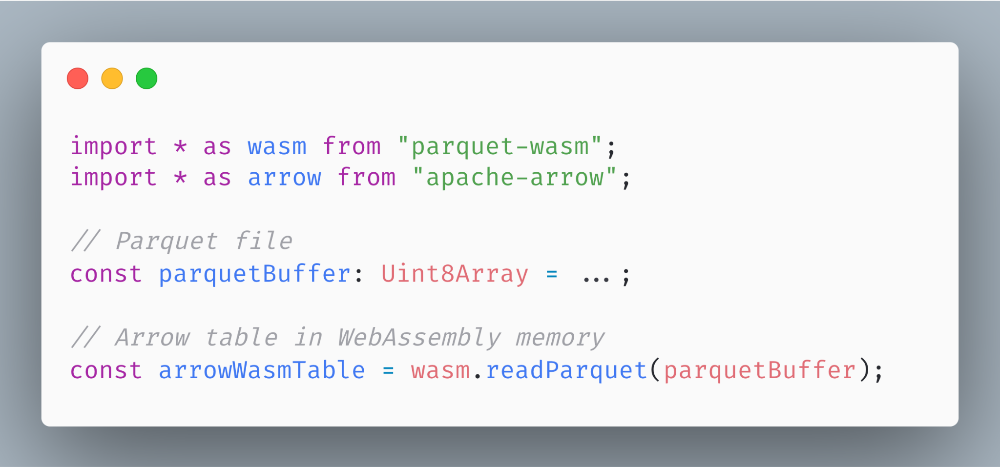 import * as wasm from "parquet-wasm";
import * as arrow from "apache-arrow";
// Parquet file
const parquetBuffer: Uint8Array = ...;
// Arrow table in WebAssembly memory
const arrowWasmTable = wasm.readParquet(parquetBuffer);